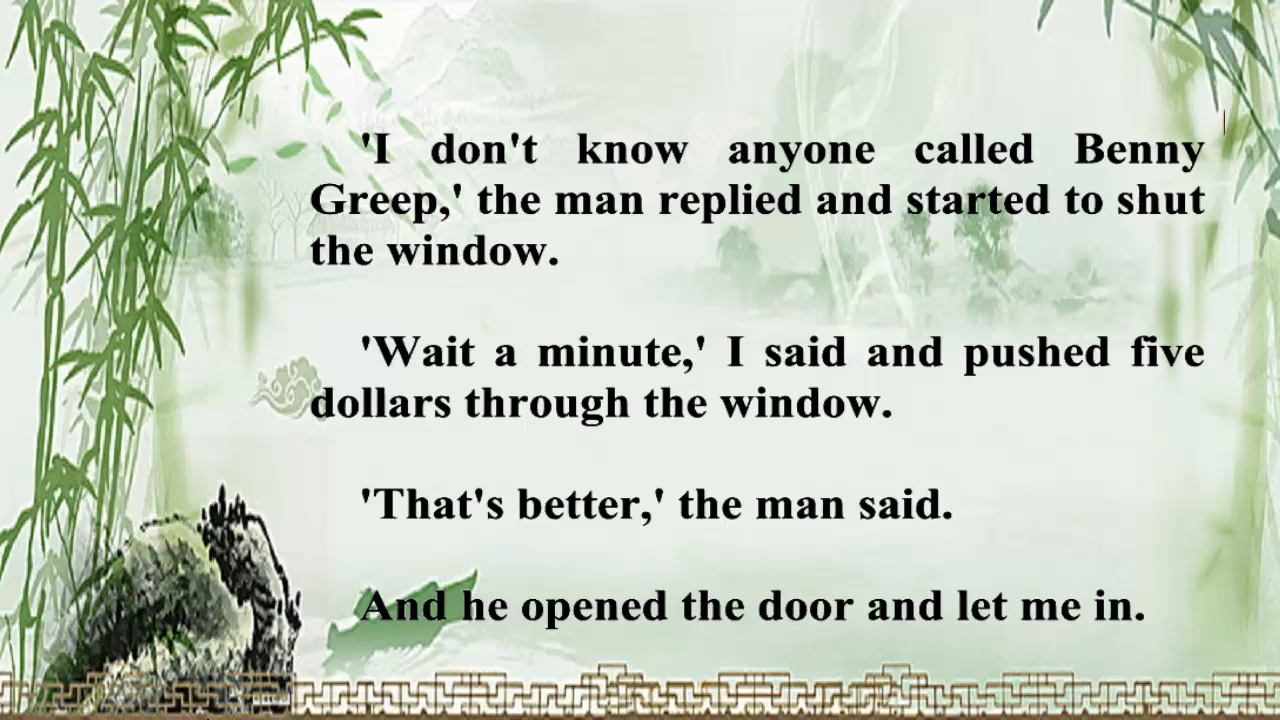 'I don't know anyone called Benny
Greep,' the man replied and started to shut
the window.
'Wait a minute,' I said and pushed five
dollars through the window.
'That's better,' the man said.
And he opened the door and let me in.